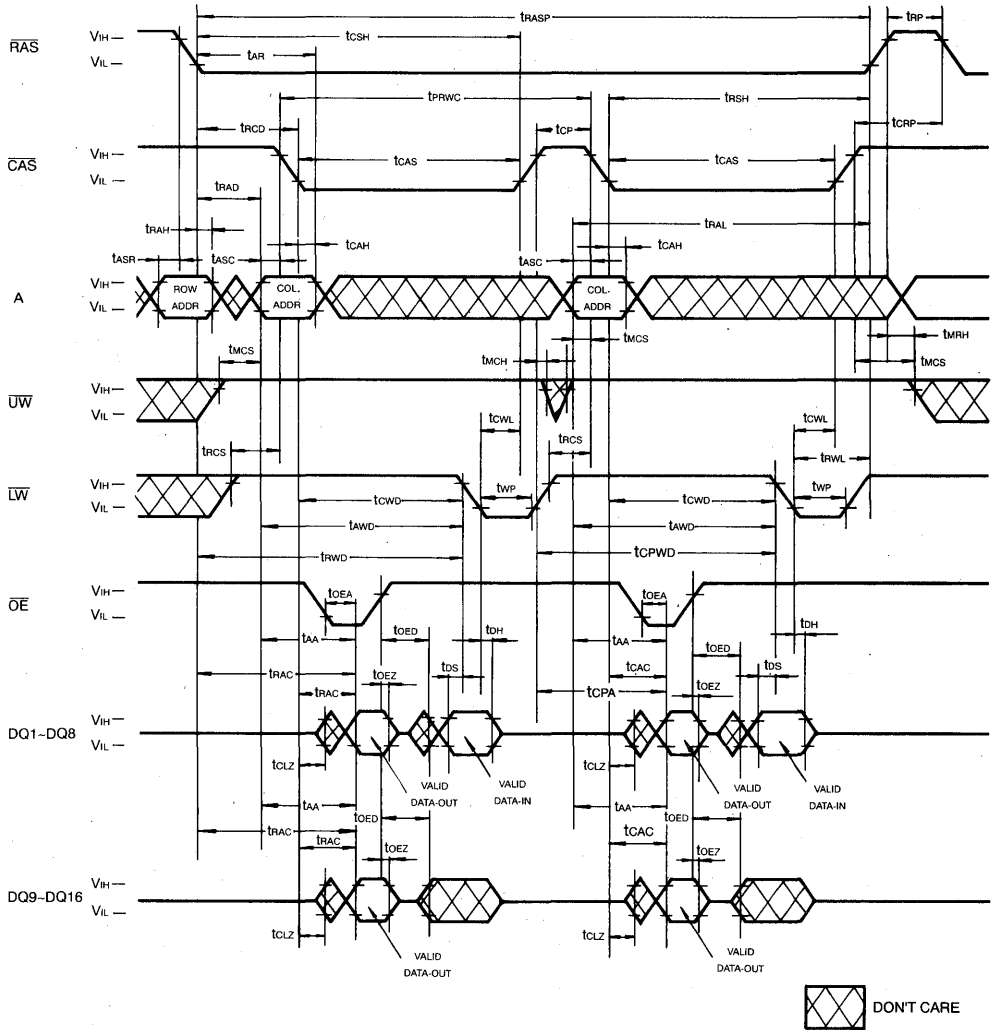 tRASP
tRP
RAS
VIH
tCSH
VIL
tAR
tPRWC
tRSH
tRCD
tCP
tCRP
CAS
VIH
tCAS
tCAS
VIL
tRAD
tRAH
tCAH
tRAL
tCAH
tASR
tASC
tASC
A
VIH
ROW ADDR
COL. ADDR
COL. ADDR
VIL
tMCS
tMCH
tMCS
tMRH
tMCS
UW
VIH
VIL
tCWL
tCWL
tRCS
tRCS
tRWL
LW
VIH
tWP
tWP
VIL
tCWD
tCWD
tAWD
tAWD
tRWD
tCPWD
OE
VIH
VIL
tOEA
tOEA
tAA
tOED
tDH
tAA
tOED
tDH
tRAC
tOEZ
tDS
tCAC
tOEZ
tDS
tRAC
tCPA
DQ1~DQ8
VIH
VIL
tCLZ
VALID DATA-OUT
VALID DATA-IN
tCLZ
VALID DATA-OUT
VALID DATA-IN
tAA
tOED
tAA
tOED
tRAC
tRAC
tOEZ
tCAC
tOEZ
DQ9~DQ16
VIH
VIL
tCLZ
VALID DATA-OUT
tCLZ
VALID DATA-OUT
DON'T CARE